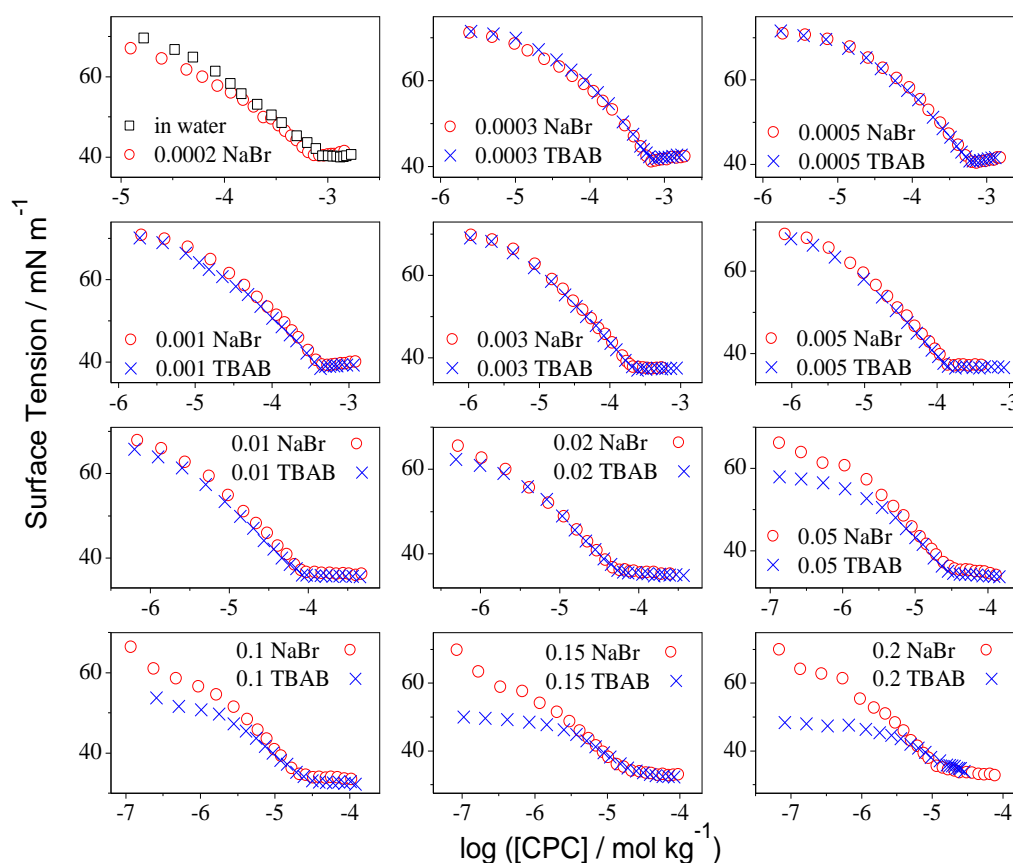 Surface Tension / mN m⁻¹
60
40
in water
0.0002 NaBr
-5 -4 -3
60
40
0.0003 NaBr
0.0003 TBAB
-6 -5 -4 -3
60
40
0.0005 NaBr
0.0005 TBAB
-6 -5 -4 -3
60
40
0.001 NaBr
0.001 TBAB
-6 -5 -4 -3
60
40
0.003 NaBr
0.003 TBAB
-6 -5 -4 -3
60
40
0.005 NaBr
0.005 TBAB
-6 -5 -4 -3
60
40
0.01 NaBr
0.01 TBAB
-6 -5 -4 -3
60
40
0.02 NaBr
0.02 TBAB
-6 -5 -4
60
40
0.05 NaBr
0.05 TBAB
-7 -6 -5 -4
60
40
0.1 NaBr
0.1 TBAB
-7 -6 -5 -4
60
40
0.15 NaBr
0.15 TBAB
-7 -6 -5 -4
60
40
0.2 NaBr
0.2 TBAB
-7 -6 -5 -4
log ([CPC] / mol kg⁻¹)